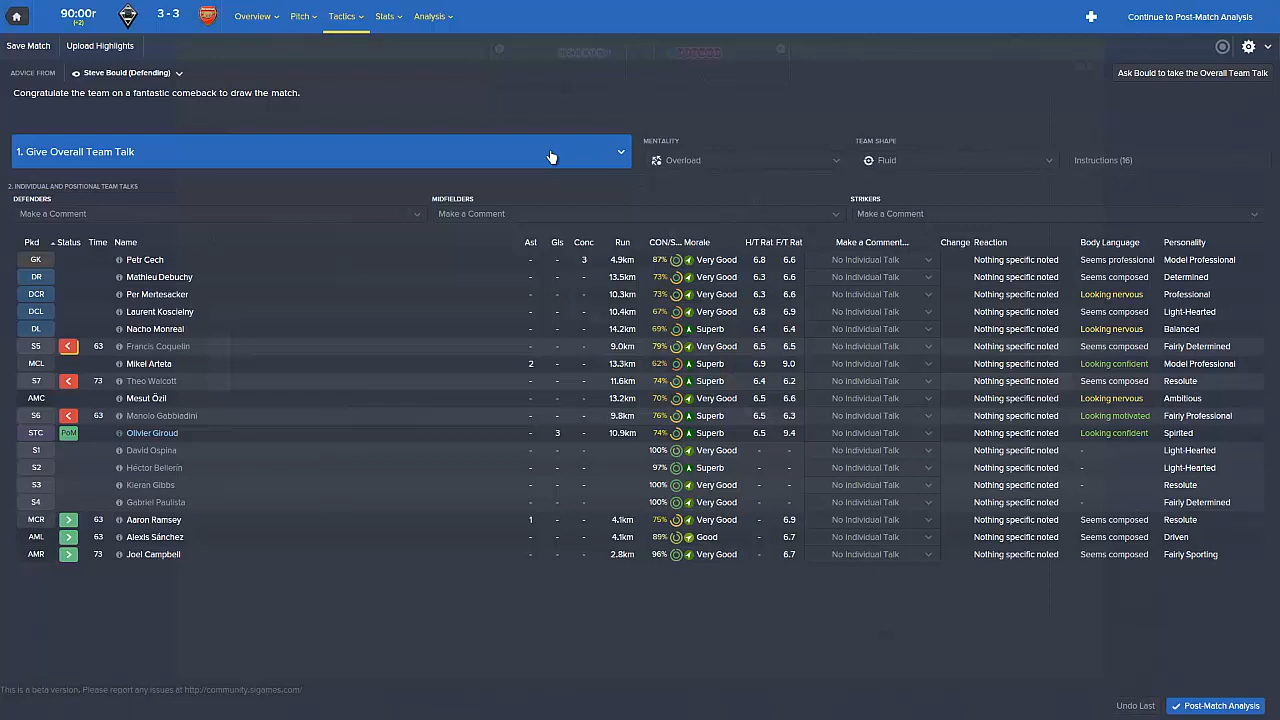 90:00r
(+2)
3 - 3
Overview
Pitch
Tactics
Stats
Analysis
Continue to Post-Match Analysis
Save Match
Upload Highlights
ADVICE FROM
Steve Bould (Defending)
Ask Bould to take the Overall Team Talk
Congratulate the team on a fantastic comeback to draw the match.
1. Give Overall Team Talk
MENTALITY
Overload
TEAM SHAPE
Fluid
Instructions (16)
2. INDIVIDUAL AND POSITIONAL TEAM TALKS
DEFENDERS
Make a Comment
MIDFIELDERS
Make a Comment
STRIKERS
Make a Comment
Pkd Status Time Name Ast Gls Conc Run CON/S... Morale H/T Rat F/T Rat Make a Comment... Change Reaction Body Language Personality
GK Petr Cech - - 3 4.9km 87% Very Good 6.8 6.6 No Individual Talk Nothing specific noted Seems professional Model Professional
DR Mathieu Debuchy - - - 13.5km 73% Very Good 6.3 6.6 No Individual Talk Nothing specific noted Seems composed Determined
DCR Per Mertesacker - - - 10.3km 73% Very Good 6.3 6.6 No Individual Talk Nothing specific noted Looking nervous Professional
DCL Laurent Koscielny - - - 10.4km 67% Very Good 6.8 6.9 No Individual Talk Nothing specific noted Seems composed Light-Hearted
DL Nacho Monreal - - - 14.2km 69% Superb 6.4 6.4 No Individual Talk Nothing specific noted Looking nervous Balanced
S5 63 Francis Coquelin - - - 9.0km 79% Very Good 6.5 6.5 No Individual Talk Nothing specific noted Seems composed Fairly Determined
MCL Mikel Arteta 2 - - 13.3km 62% Superb 6.9 9.0 No Individual Talk Nothing specific noted Looking confident Model Professional
S7 73 Theo Walcott - - - 11.6km 74% Superb 6.4 6.2 No Individual Talk Nothing specific noted Seems composed Resolute
AMC Mesut Özil - - - 13.2km 70% Very Good 6.5 6.6 No Individual Talk Nothing specific noted Looking nervous Ambitious
S6 63 Manolo Gabbiadini - - - 9.8km 76% Superb 6.5 6.3 No Individual Talk Nothing specific noted Looking motivated Fairly Professional
STC PoM Olivier Giroud - 3 - 10.9km 74% Superb 6.5 9.4 No Individual Talk Nothing specific noted Looking confident Spirited
S1 David Ospina - - - - 100% Very Good - - No Individual Talk Nothing specific noted - Light-Hearted
S2 Héctor Bellerín - - - - 97% Superb - - No Individual Talk Nothing specific noted - Light-Hearted
S3 Kieran Gibbs - - - - 100% Very Good - - No Individual Talk Nothing specific noted - Resolute
S4 Gabriel Paulista - - - - 100% Very Good - - No Individual Talk Nothing specific noted - Fairly Determined
MCR 63 Aaron Ramsey 1 - - 4.1km 75% Very Good - 6.9 No Individual Talk Nothing specific noted Seems composed Resolute
AML 63 Alexis Sánchez - - - 4.1km 89% Good - 6.7 No Individual Talk Nothing specific noted Seems composed Driven
AMR 73 Joel Campbell - - - 2.8km 96% Very Good - 6.7 No Individual Talk Nothing specific noted Seems composed Fairly Sporting
This is a beta version. Please report any issues at http://community.sigames.com/
Undo Last
Post-Match Analysis